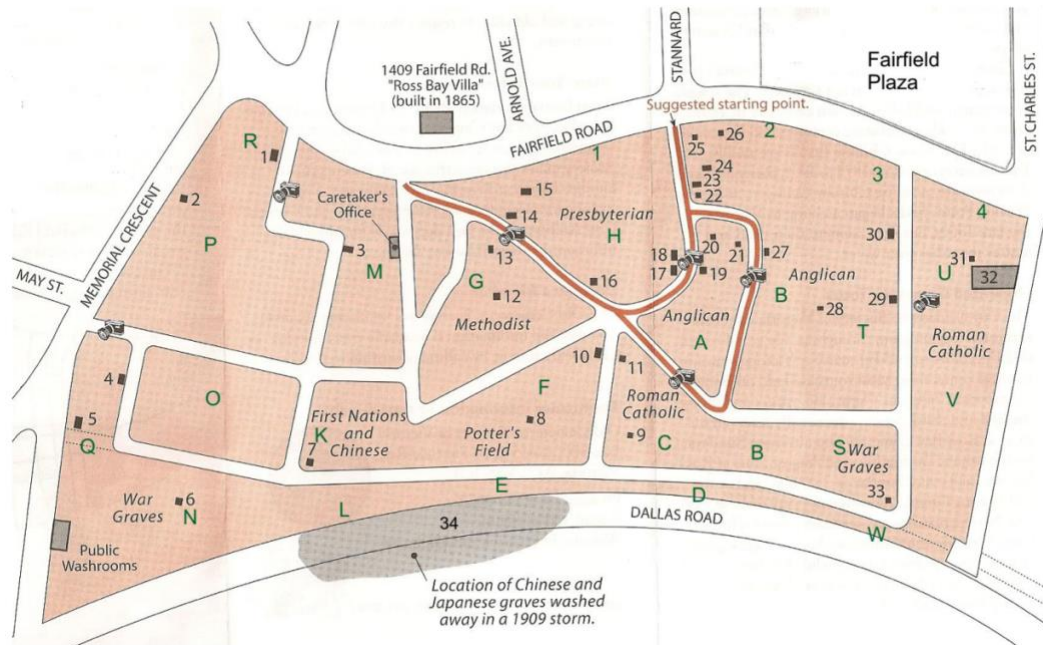 1409 Fairfield Rd.
"Ross Bay Villa"
(built in 1865)
ARNOLD AVE.
STANNARD
Fairfield
Plaza
ST. CHARLES ST.
Suggested starting point.
FAIRFIELD ROAD
MEMORIAL CRESCENT
MAY ST.
R
1
2
P
Caretaker's
Office
3
M
1
15
14
Presbyterian
H
13
G
12
Methodist
16
25
26
2
24
23
22
20
21
27
18
17
19
Anglican
B
28
Anglican
A
3
30
29
T
4
31
U
32
Roman
Catholic
V
4
5
Q
O
First Nations
and
Chinese
K
7
10
F
8
Potter's
Field
11
Roman
Catholic
9
C
B
S
War
Graves
33
W
War
Graves
6
N
Public
Washrooms
L
E
D
34
DALLAS ROAD
Location of Chinese and
Japanese graves washed
away in a 1909 storm.